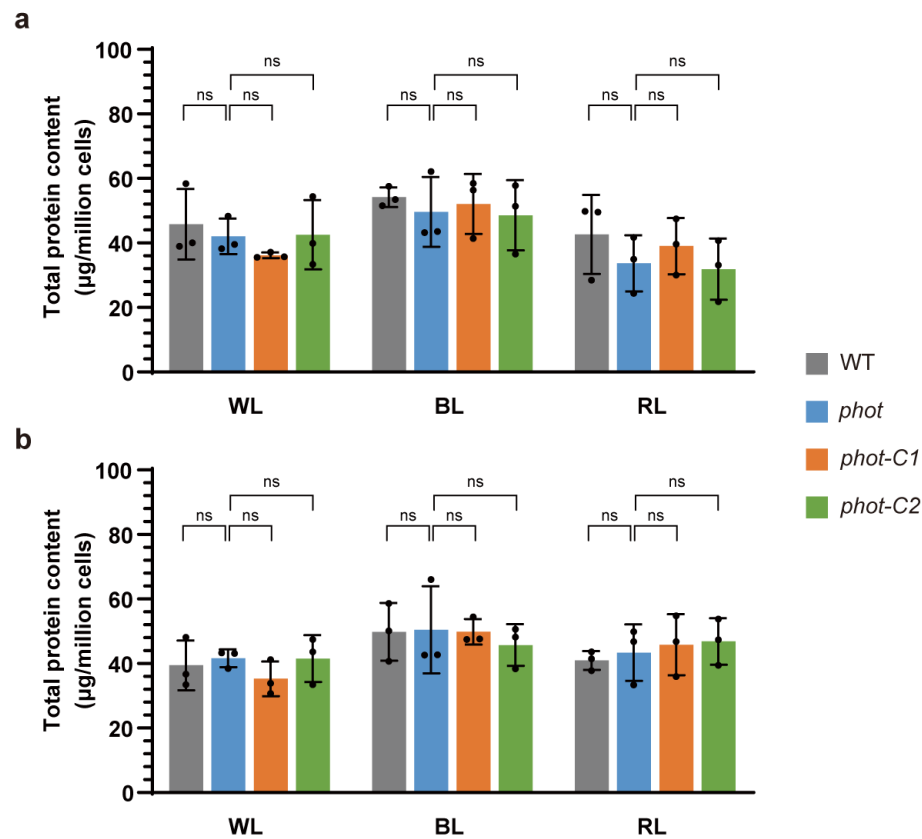 a
Total protein content
(µg/million cells)
100
80
60
40
20
0
ns
ns
ns
ns
ns
ns
ns
ns
ns
WL
BL
RL
WT
phot
phot-C1
phot-C2
b
Total protein content
(µg/million cells)
100
80
60
40
20
0
ns
ns
ns
ns
ns
ns
ns
ns
ns
WL
BL
RL